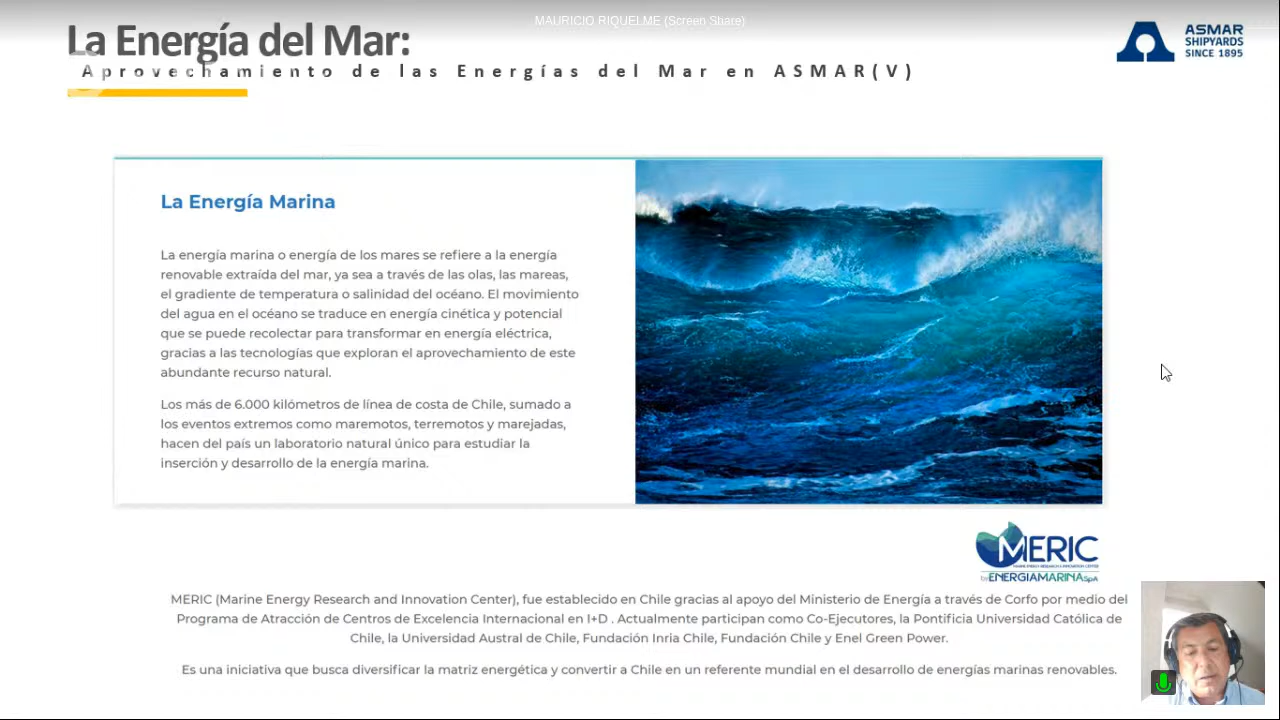 MAURICIO RIQUELME (Screen Share)
La Energía del Mar:
Aprovechamiento de las Energías del Mar en ASMAR(V)
ASMAR
SHIPYARDS
SINCE 1895
La Energía Marina
La energía marina o energía de los mares se refiere a la energía
renovable extraída del mar, ya sea a través de las olas, las mareas,
el gradiente de temperatura o salinidad del océano. El movimiento
del agua en el océano se traduce en energía cinética y potencial
que se puede recolectar para transformar en energía eléctrica,
gracias a las tecnologías que exploran el aprovechamiento de este
abundante recurso natural.
Los más de 6.000 kilómetros de línea de costa de Chile, sumado a
los eventos extremos como maremotos, terremotos y marejadas,
hacen del país un laboratorio natural único para estudiar la
inserción y desarrollo de la energía marina.
MERIC
MARINE ENERGY RESEARCH & INNOVATION CENTER
by ENERGIAMARINA SpA
MERIC (Marine Energy Research and Innovation Center), fue establecido en Chile gracias al apoyo del Ministerio de Energía a través de Corfo por medio del
Programa de Atracción de Centros de Excelencia Internacional en I+D . Actualmente participan como Co-Ejecutores, la Pontificia Universidad Católica de
Chile, la Universidad Austral de Chile, Fundación Inria Chile, Fundación Chile y Enel Green Power.
Es una iniciativa que busca diversificar la matriz energética y convertir a Chile en un referente mundial en el desarrollo de energías marinas renovables.